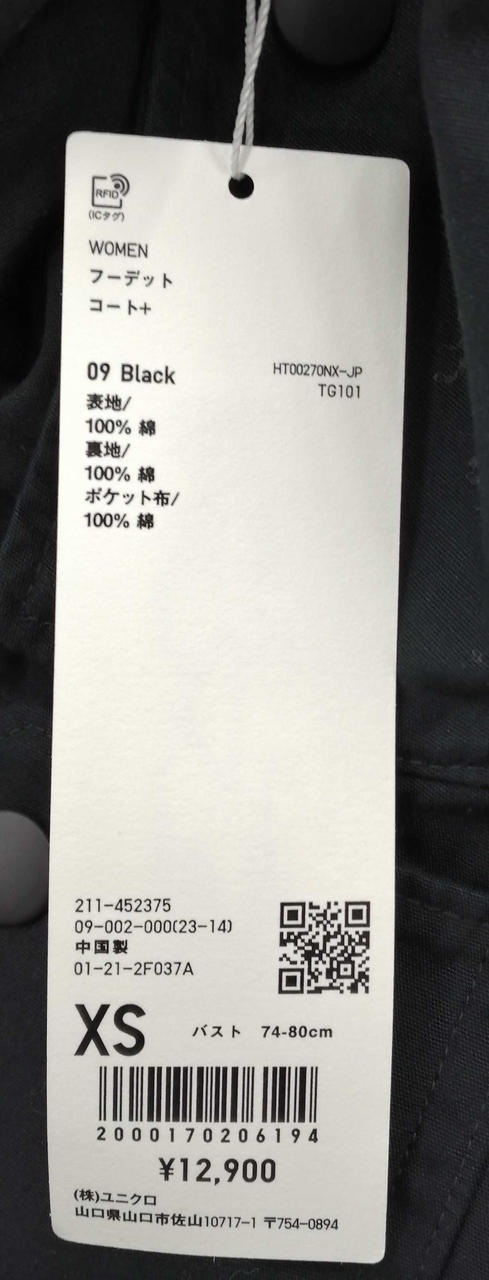 RFID
(ICタグ)
WOMEN
フーデット
コート+
09 Black
HT00270NX-JP
TG101
表地/
100% 綿
裏地/
100% 綿
ポケット布/
100% 綿
211-452375
09-002-000(23-14)
中国製
01-21-2F037A
XS バスト 74-80cm
2000170206194
¥12,900
(株)ユニクロ
山口県山口市佐山10717-1 〒754-0894